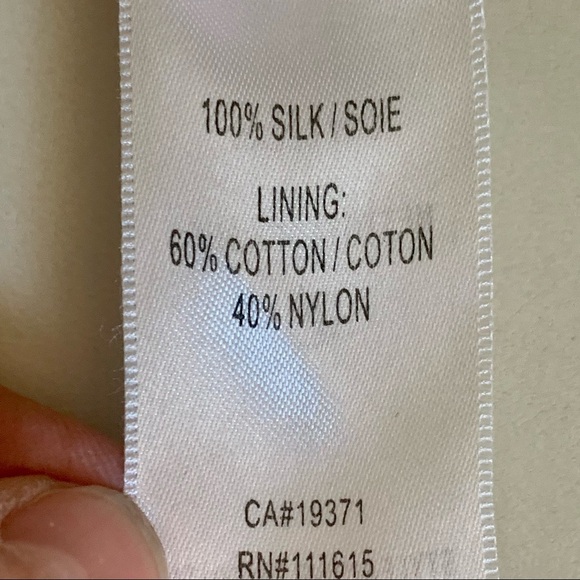 100% SILK / SOIE
LINING:
60% COTTON / COTON
40% NYLON
CA#19371
RN#111615